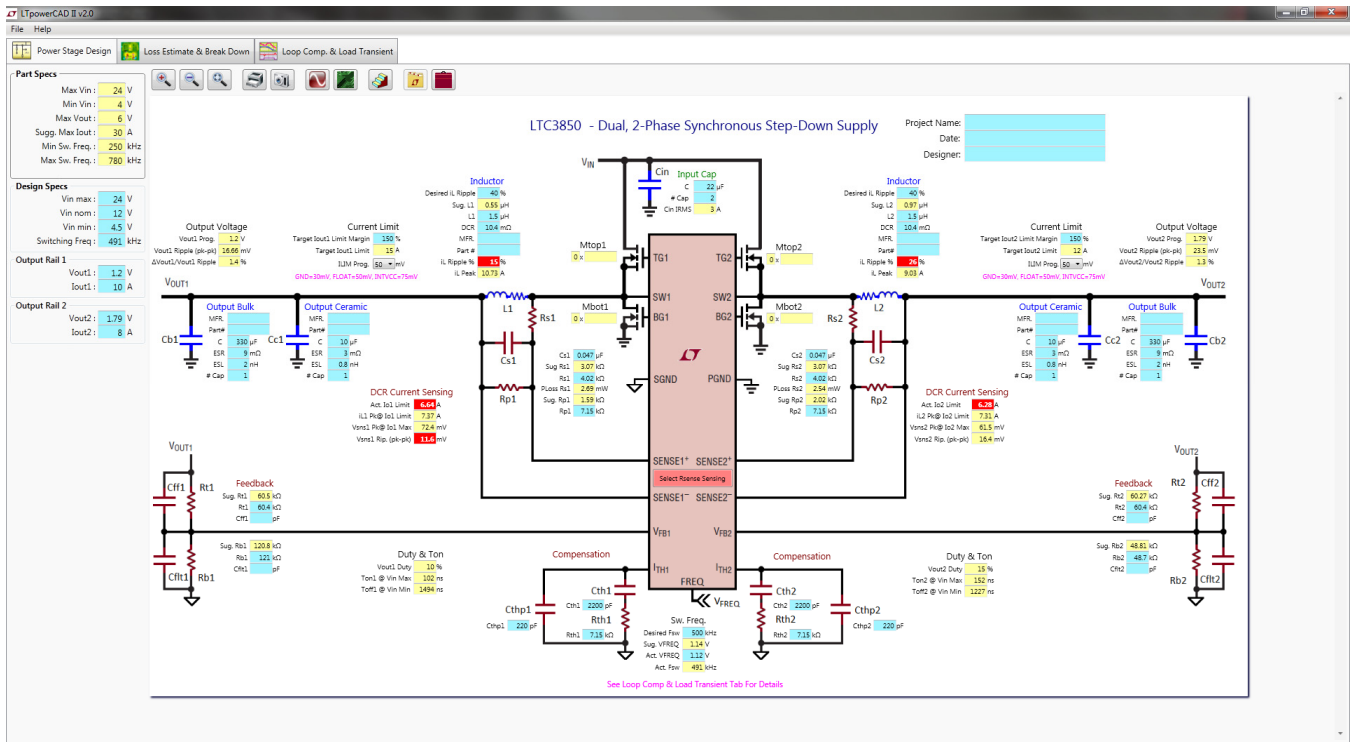 LTpowerCAD II v2.0
File Help
Power Stage Design
Loss Estimate & Break Down
Loop Comp. & Load Transient
Part Specs
Max Vin : 24 V
Min Vin : 4 V
Max Vout : 6 V
Sugg. Max Iout : 30 A
Min Sw. Freq. : 250 kHz
Max Sw. Freq. : 780 kHz
Design Specs
Vin max : 24 V
Vin nom : 12 V
Vin min : 4.5 V
Switching Freq : 491 kHz
Output Rail 1
Vout1 : 1.2 V
Iout1 : 10 A
Output Rail 2
Vout2 : 1.79 V
Iout2 : 8 A
LTC3850 - Dual, 2-Phase Synchronous Step-Down Supply
Project Name:
Date:
Designer:
VIN
Cin
Input Cap
C 22 µF
# Cap 2
Cin IRMS 3 A
Output Voltage
Vout1 Prog. 1.2 V
Vout1 Ripple (pk-pk) 16.66 mV
ΔVout1/Vout1 Ripple 1.4 %
Current Limit
Target Iout1 Limit Margin 150 %
Target Iout1 Limit 15 A
ILIM Prog. 50 mV
GND=30mV, FLOAT=50mV, INTVCC=75mV
Inductor
Desired iL Ripple 40 %
Sug. L1 0.55 µH
L1 1.5 µH
DCR 10.4 mΩ
MFR.
Part #
iL Ripple % 15 %
iL Peak 10.73 A
Mtop1
0 x
Mbot1
0 x
Mtop2
0 x
Mbot2
0 x
Inductor
Desired iL Ripple 40 %
Sug. L2 0.97 µH
L2 1.5 µH
DCR 10.4 mΩ
MFR.
Part#
iL Ripple % 26 %
iL Peak 9.03 A
Current Limit
Target Iout2 Limit Margin 150 %
Target Iout2 Limit 12 A
ILIM Prog. 50 mV
GND=30mV, FLOAT=50mV, INTVCC=75mV
Output Voltage
Vout2 Prog. 1.79 V
Vout2 Ripple (pk-pk) 23.5 mV
ΔVout2/Vout2 Ripple 1.3 %
VOUT1
VOUT2
TG1 TG2
SW1 SW2
BG1 BG2
SGND PGND
SENSE1+ SENSE2+
Select Rsense Sensing
SENSE1− SENSE2−
VFB1 VFB2
ITH1 ITH2
FREQ
VFREQ
L1
Rs1
Cs1
Rp1
L2
Rs2
Cs2
Rp2
Output Bulk
MFR.
Part#
C 330 µF
ESR 9 mΩ
ESL 2 nH
# Cap 1
Cb1
Output Ceramic
MFR.
Part#
C 10 µF
ESR 3 mΩ
ESL 0.8 nH
# Cap 1
Cc1
Cs1 0.047 µF
Sug Rs1 3.07 kΩ
Rs1 4.02 kΩ
PLoss Rs1 2.69 mW
Sug. Rp1 1.59 kΩ
Rp1 7.15 kΩ
Cs2 0.047 µF
Sug Rs2 3.07 kΩ
Rs2 4.02 kΩ
PLoss Rs2 2.54 mW
Sug Rp2 2.02 kΩ
Rp2 7.15 kΩ
Output Ceramic
MFR.
Part#
C 10 µF
ESR 3 mΩ
ESL 0.8 nH
# Cap 1
Cc2
Output Bulk
MFR.
Part#
C 330 µF
ESR 9 mΩ
ESL 2 nH
# Cap 1
Cb2
DCR Current Sensing
Act. Io1 Limit 6.64 A
iL1 Pk@ Io1 Limit 7.37 A
Vsns1 Pk@ Io1 Max 72.4 mV
Vsns1 Rip. (pk-pk) 11.6 mV
DCR Current Sensing
Act. Io2 Limit 6.28 A
iL2 Pk@ Io2 Limit 7.31 A
Vsns2 Pk@ Io2 Max 61.5 mV
Vsns2 Rip. (pk-pk) 16.4 mV
VOUT1
Cff1
Rt1
Cflt1
Rb1
Feedback
Sug. Rt1 60.5 kΩ
Rt1 60.4 kΩ
Cff1 pF
Sug. Rb1 120.8 kΩ
Rb1 121 kΩ
Cflt1 pF
Duty & Ton
Vout1 Duty 10 %
Ton1 @ Vin Max 102 ns
Toff1 @ Vin Min 1494 ns
Compensation
Cth1
Rth1
Cthp1
Cth1 2200 pF
Cthp1 220 pF
Rth1 7.15 kΩ
Sw. Freq.
Desired Fsw 500 kHz
Sug. VFREQ 1.14 V
Act. VFREQ 1.12 V
Act. Fsw 491 kHz
Compensation
Cth2
Rth2
Cthp2
Cth2 2200 pF
Cthp2 220 pF
Rth2 7.15 kΩ
Duty & Ton
Vout2 Duty 15 %
Ton2 @ Vin Max 152 ns
Toff2 @ Vin Min 1227 ns
VOUT2
Feedback
Sug. Rt2 60.27 kΩ
Rt2 60.4 kΩ
Cff2 pF
Sug. Rb2 48.81 kΩ
Rb2 48.7 kΩ
Cflt2 pF
Rt2
Cff2
Rb2
Cflt2
See Loop Comp & Load Transient Tab For Details